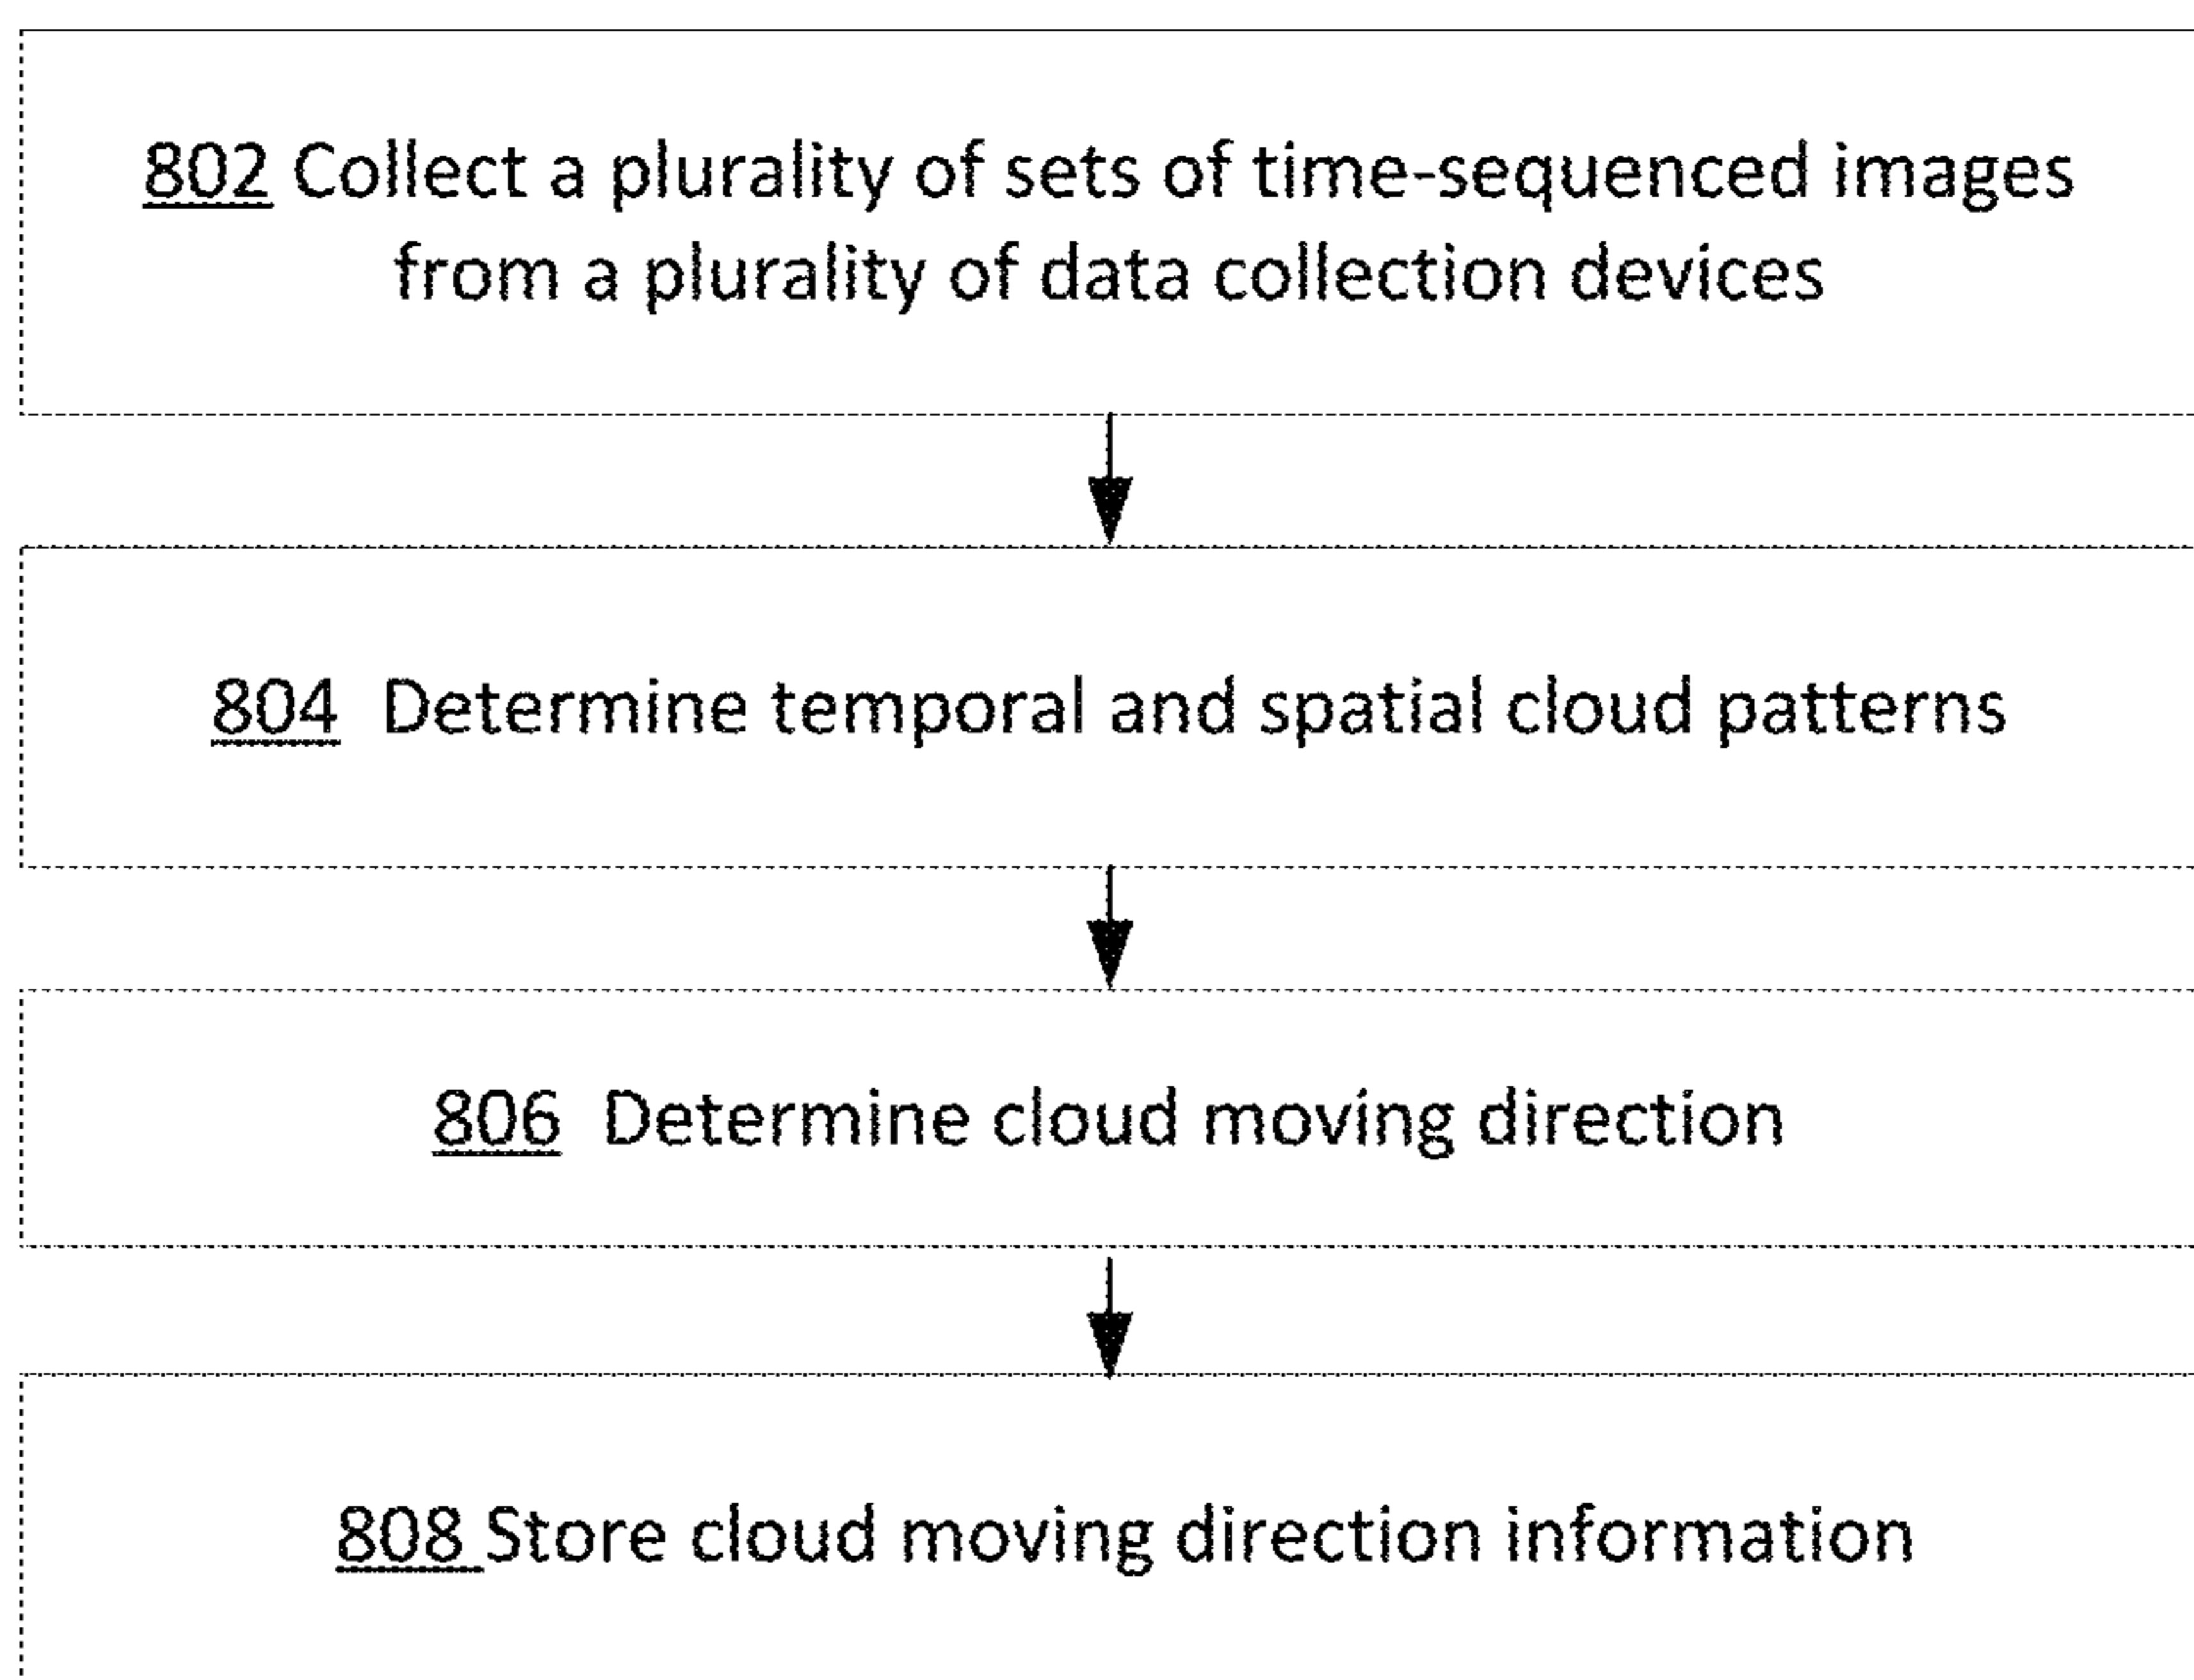 802 Collect a plurality of sets of time-sequenced images
from a plurality of data collection devices
804 Determine temporal and spatial cloud patterns
806 Determine cloud moving direction
808 Store cloud moving direction information